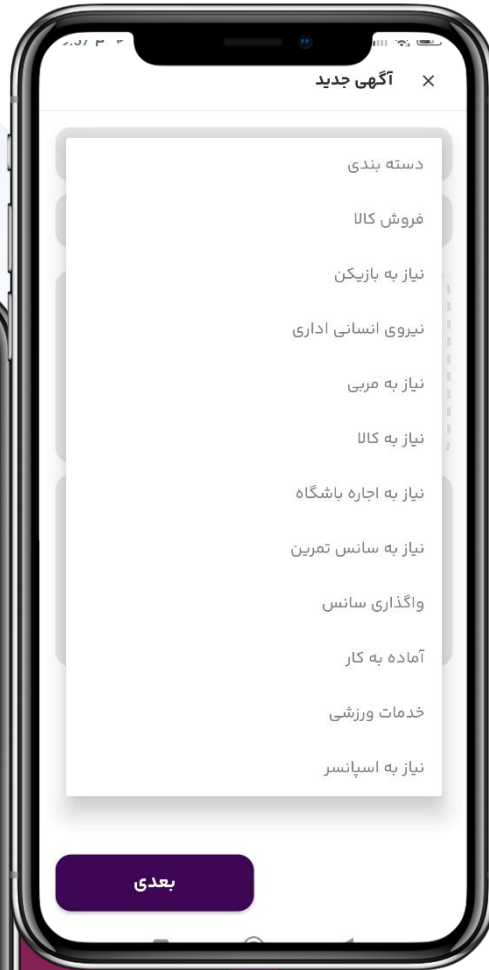 آگهی جدید ×
دسته بندی
فروش کالا
نیاز به بازیکن
نیروی انسانی اداری
نیاز به مربی
نیاز به کالا
نیاز به اجاره باشگاه
نیاز به سانس تمرین
واگذاری سانس
آماده به کار
خدمات ورزشی
نیاز به اسپانسر
بعدی